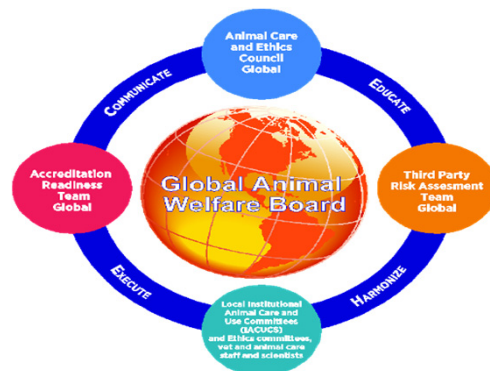 Animal Care
and Ethics
Council
Global
COMMUNICATE
EDUCATE
Accreditation
Readiness
Team
Global
Global Animal
Welfare Board
Third Party
Risk Assesment
Team
Global
EXECUTE
HARMONIZE
Local Institutional
Animal Care and
Use Committees
(IACUCS)
and Ethics committees,
vet and animal care
staff and scientists